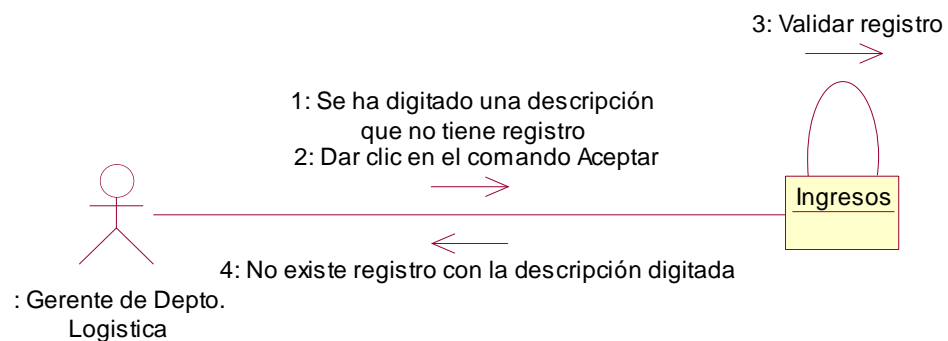 3: Validar registro
1: Se ha digitado una descripción
que no tiene registro
2: Dar clic en el comando Aceptar
Ingresos
4: No existe registro con la descripción digitada
: Gerente de Depto.
Logistica